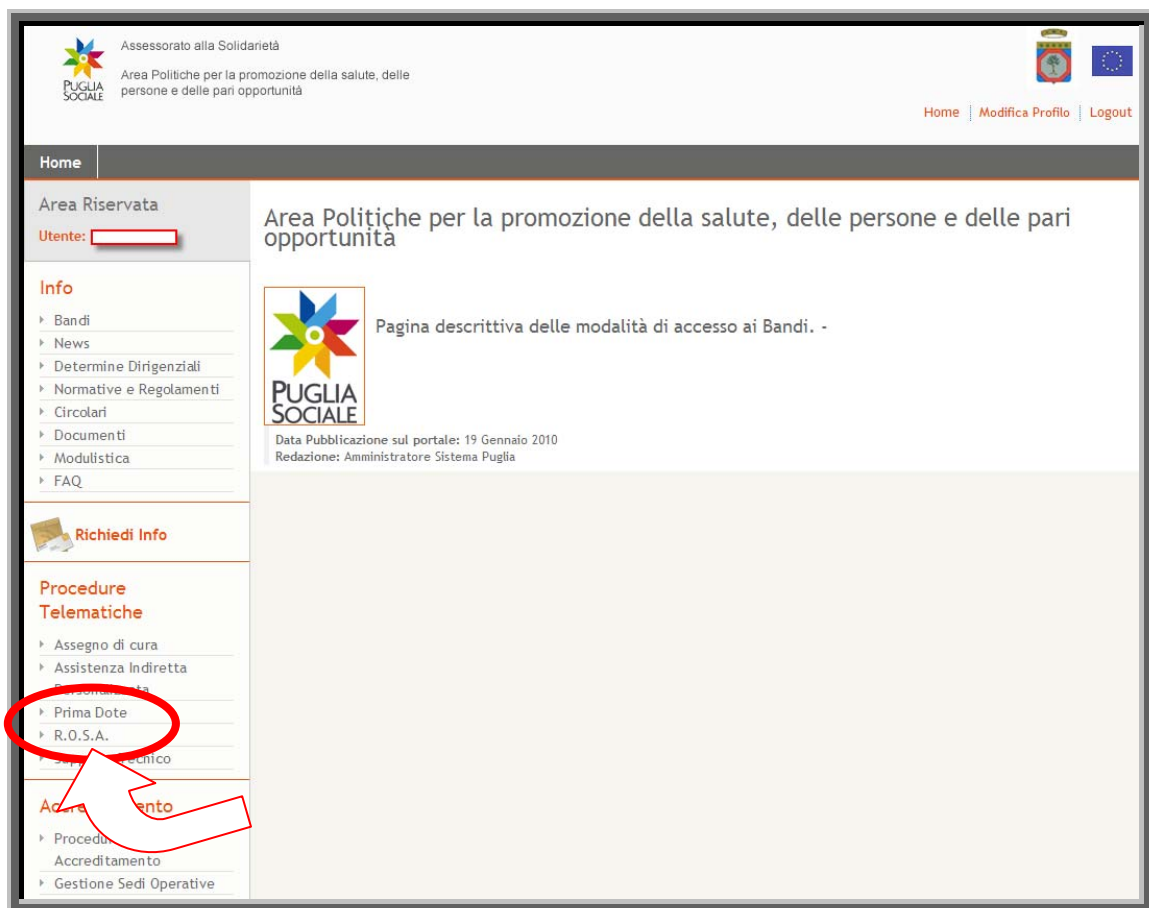 Assessorato alla Solidarietà
Area Politiche per la promozione della salute, delle
persone e delle pari opportunità
PUGLIA
SOCIALE
Home | Modifica Profilo | Logout
Home
Area Riservata
Utente:
Info
Bandi
News
Determine Dirigenziali
Normative e Regolamenti
Circolari
Documenti
Modulistica
FAQ
Richiedi Info
Procedure
Telematiche
Assegno di cura
Assistenza Indiretta
Prima Dote
R.O.S.A.
Accreditamento
Gestione Sedi Operative
Area Politiche per la promozione della salute, delle persone e delle pari
opportunità
Pagina descrittiva delle modalità di accesso ai Bandi. -
PUGLIA
SOCIALE
Data Pubblicazione sul portale: 19 Gennaio 2010
Redazione: Amministratore Sistema Puglia